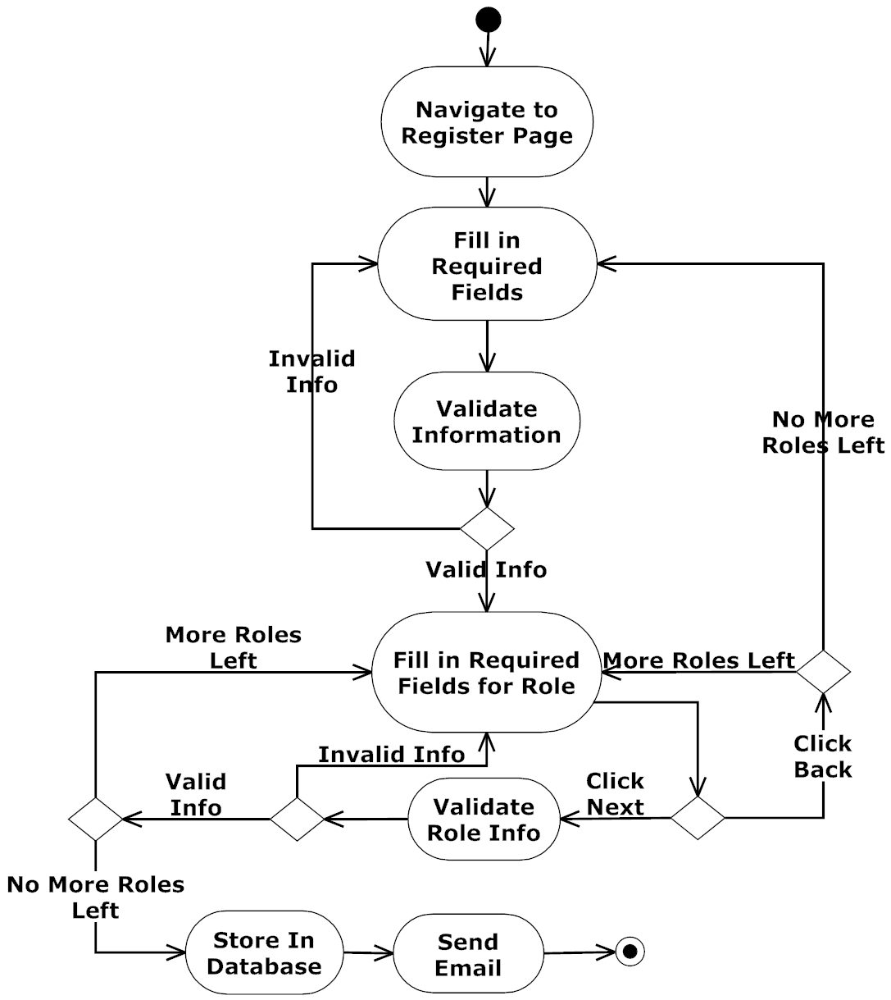 Navigate to
Register Page
Fill in
Required
Fields
Invalid
Info
Validate
Information
No More
Roles Left
Valid Info
More Roles
Left
Fill in Required
Fields for Role
More Roles Left
Click
Back
Invalid Info
Valid
Info
Validate
Role Info
Click
Next
No More Roles
Left
Store In
Database
Send
Email